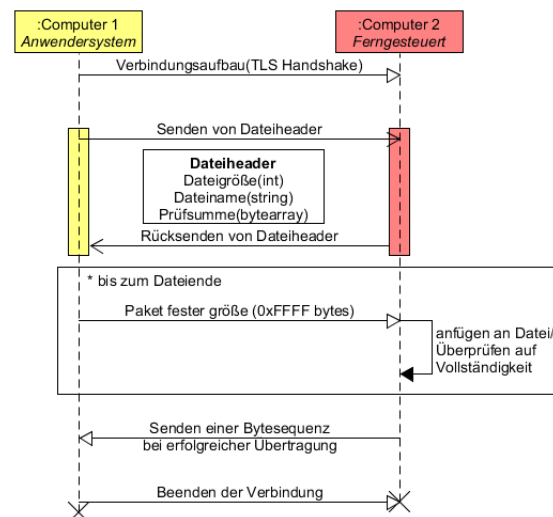 :Computer 1
Anwendersystem
:Computer 2
Ferngesteuert
Verbindungsaufbau(TLS Handshake)
Senden von Dateiheader
Dateiheader
Dateigröße(int)
Dateiname(string)
Prüfsumme(bytearray)
Rücksenden von Dateiheader
* bis zum Dateiende
Paket fester größe (0xFFFF bytes)
anfügen an Datei/
Überprüfen auf
Vollständigkeit
Senden einer Bytesequenz
bei erfolgreicher Übertragung
Beenden der Verbindung